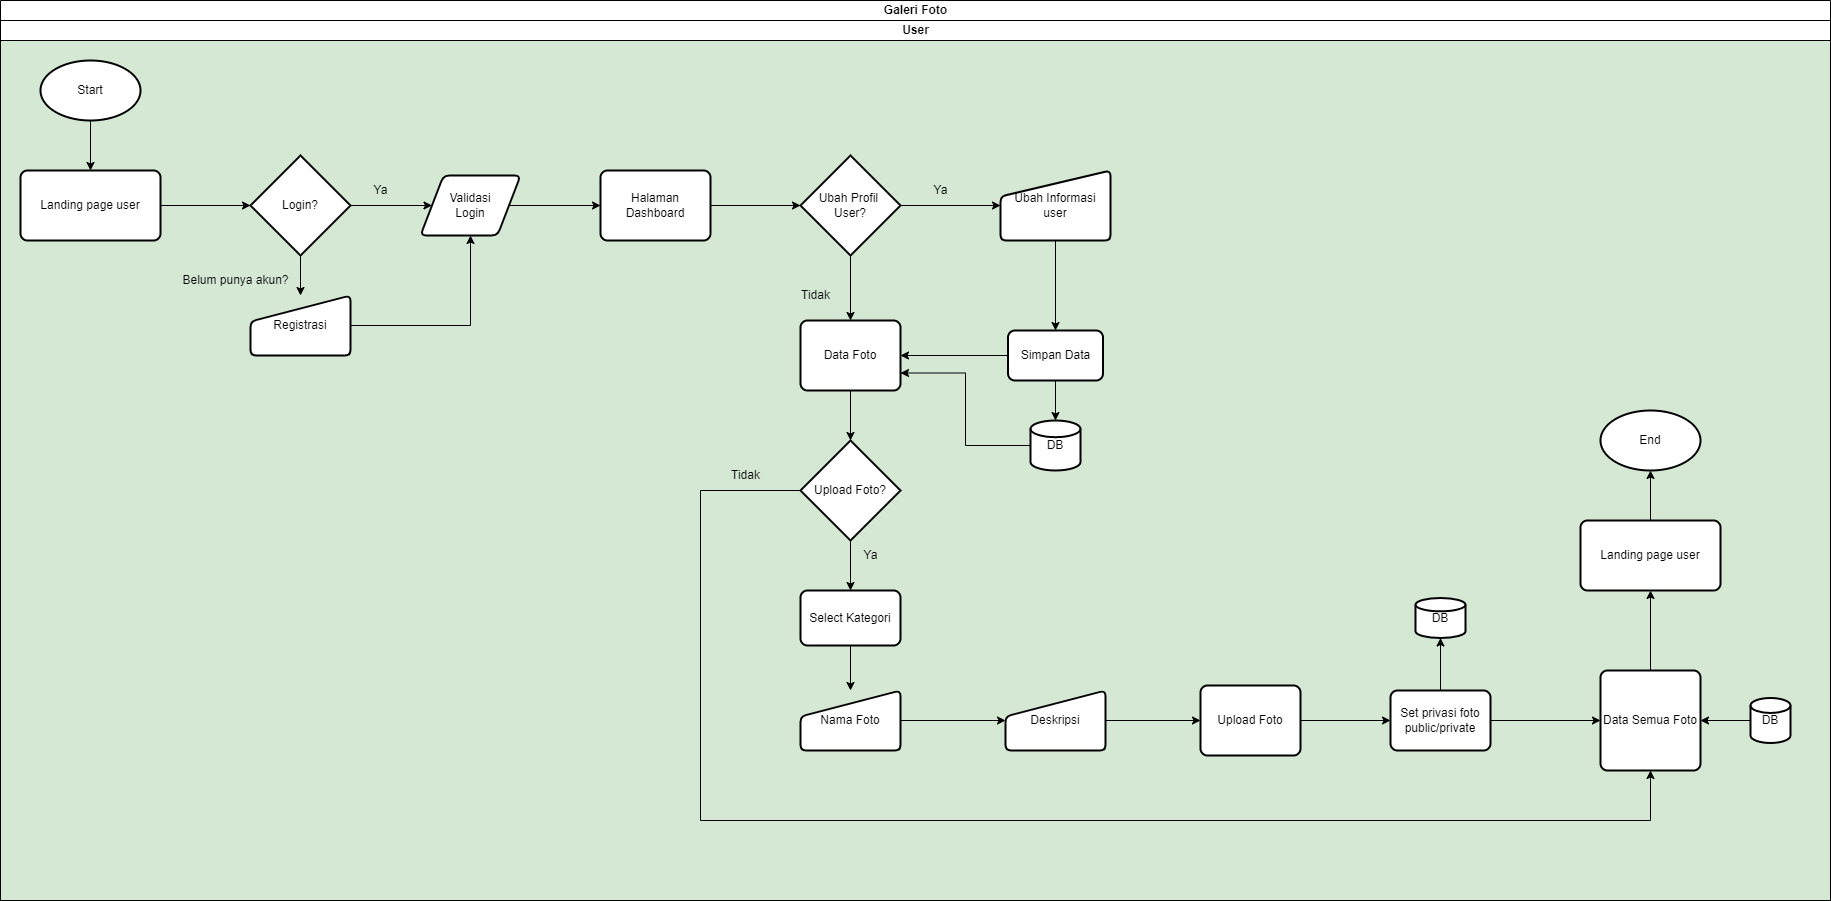 Galeri Foto
User
Start
Landing page user
Login?
Ya
Validasi
Login
Halaman
Dashboard
Ubah Profil
User?
Ya
Ubah Informasi
user
Belum punya akun?
Registrasi
Tidak
Data Foto
Simpan Data
DB
Tidak
Upload Foto?
Ya
Select Kategori
Nama Foto
Deskripsi
Upload Foto
Set privasi foto
public/private
DB
Data Semua Foto
DB
Landing page user
End